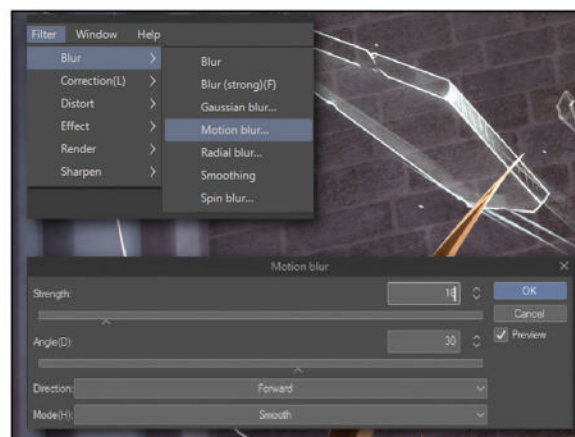 Filter Window Help
Blur
Correction(L)
Distort
Effect
Render
Sharpen
Blur
Blur (strong)(F)
Gaussian blur...
Motion blur...
Radial blur...
Smoothing
Spin blur...
Motion blur
Strength:
OK
Cancel
Angle(D): 30
Preview
Direction: Forward
Mode(H): Smooth